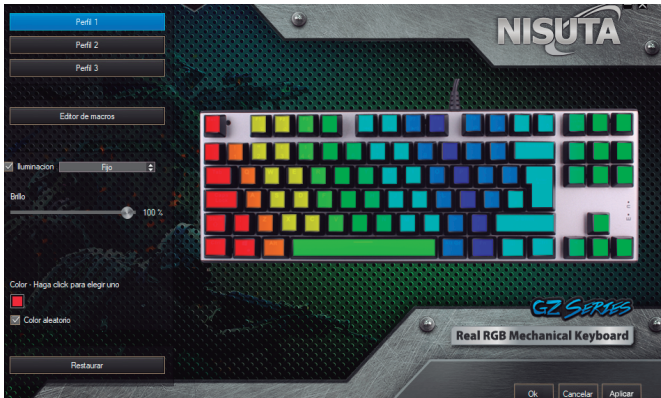 Perfil 1
NISUTA
Perfil 2
Perfil 3
Editor de macros
Iluminacion
Fijo
Brillo
100 %
Color - Haga click para elegir uno
Color aleatorio
GZ SERIES
Real RGB Mechanical Keyboard
Restaurar
Ok
Cancelar
Aplicar